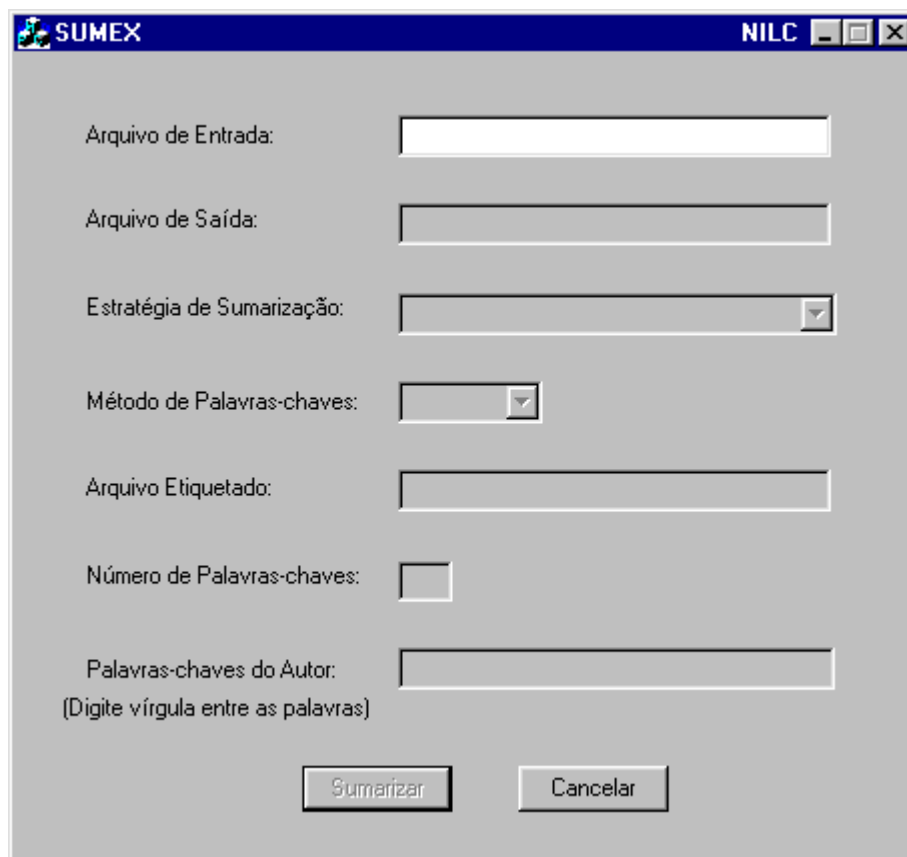 SUMEX NILC
Arquivo de Entrada:
Arquivo de Saída:
Estratégia de Sumarização:
Método de Palavras-chaves:
Arquivo Etiquetado:
Número de Palavras-chaves:
Palavras-chaves do Autor:
(Digite vírgula entre as palavras)
Sumarizar Cancelar